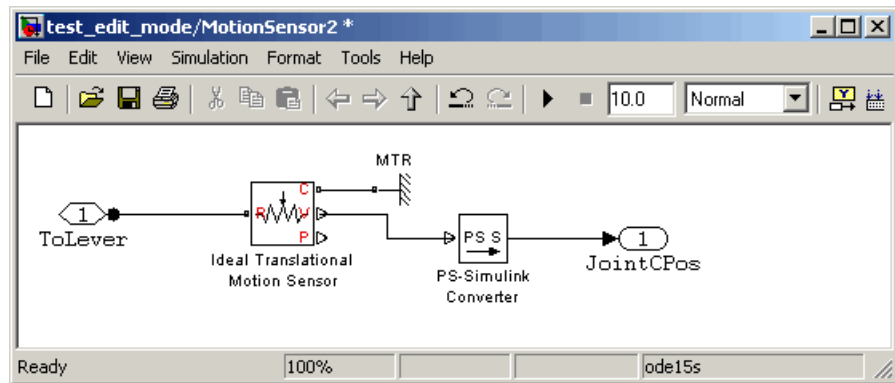 test_edit_mode/MotionSensor2 *
File Edit View Simulation Format Tools Help
10.0 Normal
MTR
C
1 R V PS S 1
P
ToLever
Ideal Translational
Motion Sensor
PS-Simulink
Converter
JointCPos
Ready 100% ode15s